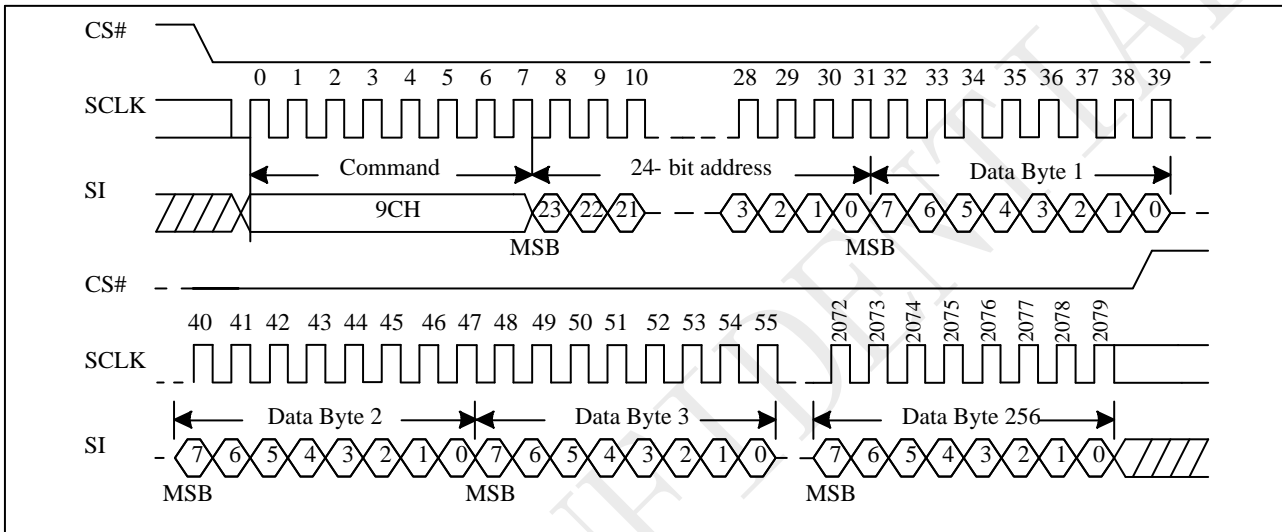 CS#
0 1 2 3 4 5 6 7 8 9 10 28 29 30 31 32 33 34 35 36 37 38 39
SCLK
Command 24- bit address Data Byte 1
SI
9CH 23 22 21 3 2 1 0 7 6 5 4 3 2 1 0
MSB MSB
CS#
40 41 42 43 44 45 46 47 48 49 50 51 52 53 54 55 2072 2073 2074 2075 2076 2077 2078 2079
SCLK
Data Byte 2 Data Byte 3 Data Byte 256
SI
7 6 5 4 3 2 1 0 7 6 5 4 3 2 1 0 7 6 5 4 3 2 1 0
MSB MSB MSB